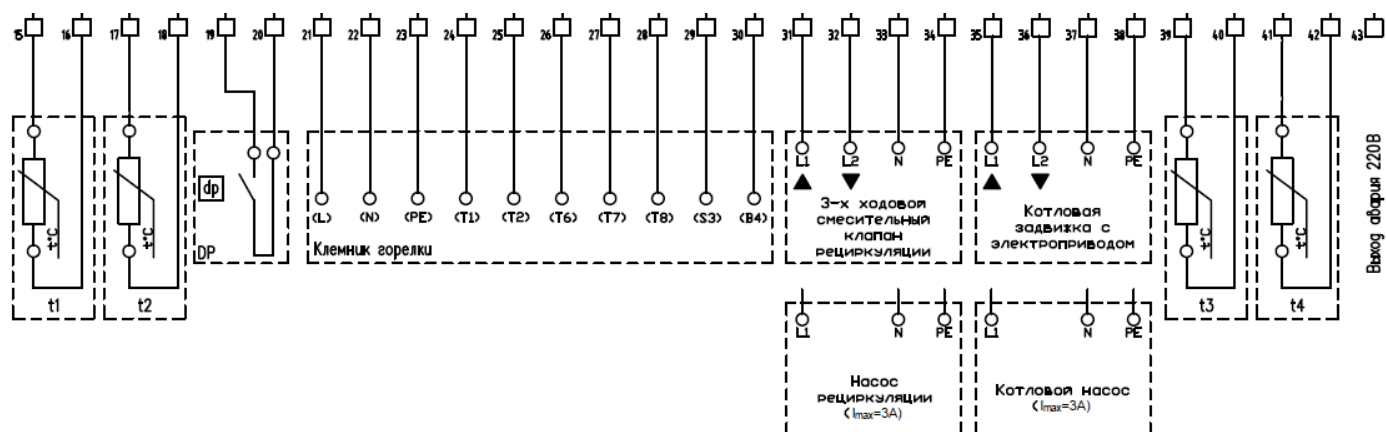 15 16 17 18 19 20 21 22 23 24 25 26 27 28 29 30 31 32 33 34 35 36 37 38 39 40 41 42 43
L1 L2 N PE L1 L2 N PE
dp
(L) (N) (PE) (T1) (T2) (T6) (T7) (T8) (S3) (B4)
3-х ходовой
смесительный
клапан
рециркуляции
Котловая
задвижка с
электроприводом
t°C t°C t°C t°C
DP
Клемник горелки
t1 t2 t3 t4
Выход авария 220В
L1 N PE L1 N PE
Насос
рециркуляции
(Imax=3А)
Котловой насос
(Imax=3А)